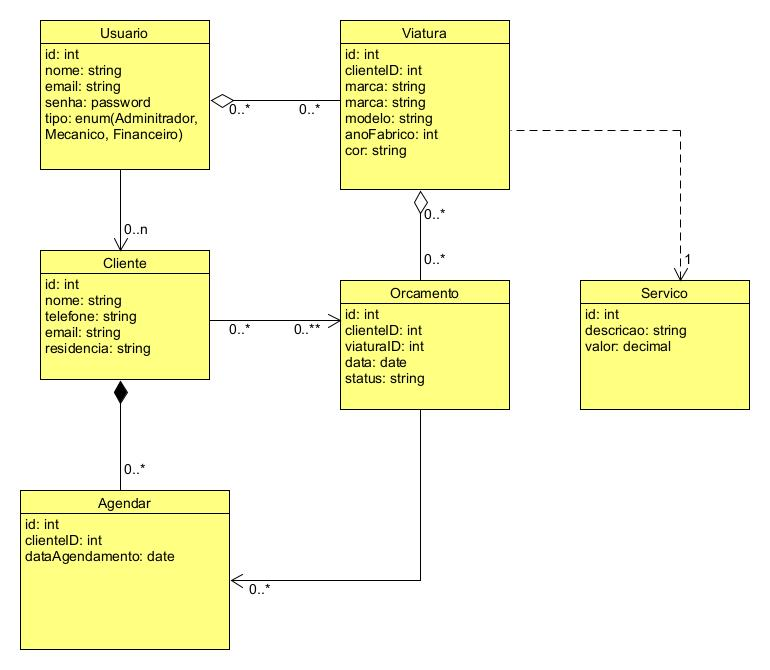 Usuario
id: int
nome: string
email: string
senha: password
tipo: enum(Adminitrador,
Mecanico, Financeiro)
0..*
0..*
Viatura
id: int
clienteID: int
marca: string
marca: string
modelo: string
anoFabrico: int
cor: string
0..n
0..*
0..*
1
Cliente
id: int
nome: string
telefone: string
email: string
residencia: string
0..*
0..**
Orcamento
id: int
clienteID: int
viaturaID: int
data: date
status: string
Servico
id: int
descricao: string
valor: decimal
0..*
Agendar
id: int
clienteID: int
dataAgendamento: date
0..*